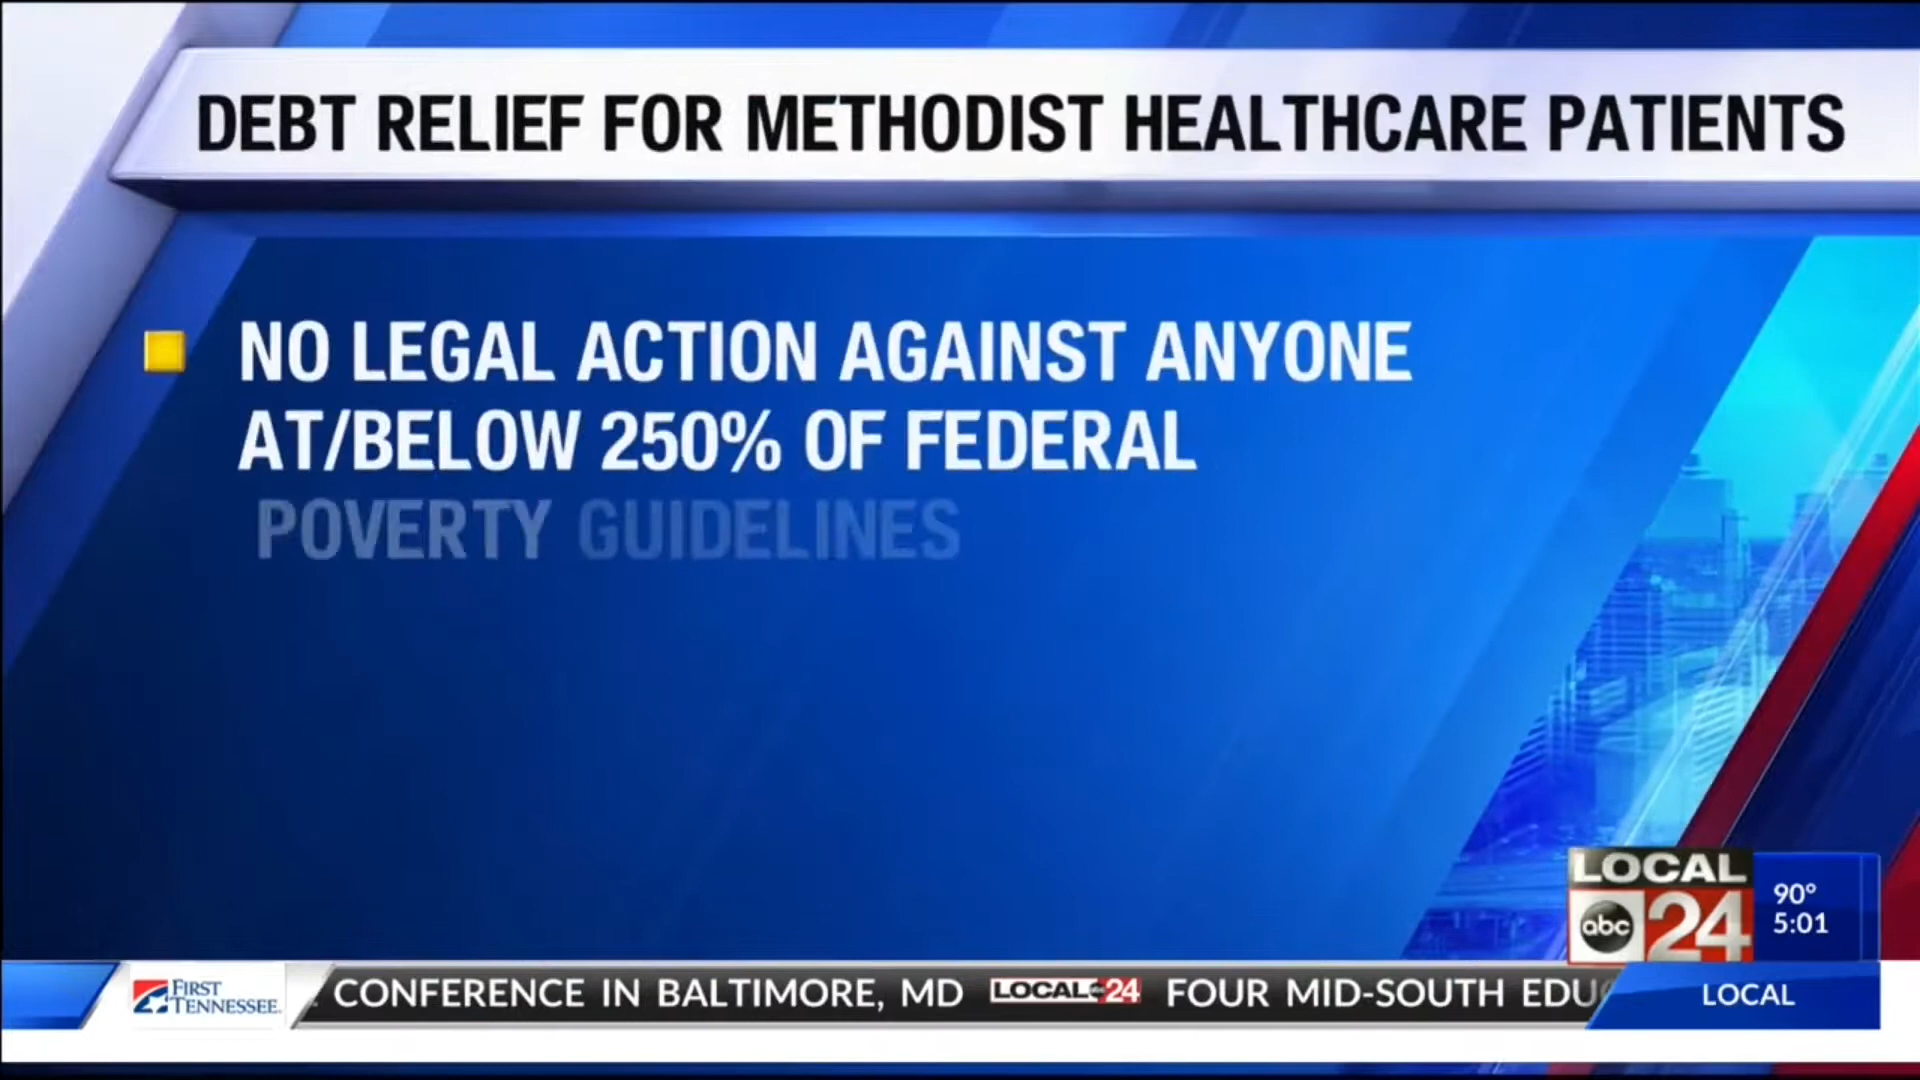 DEBT RELIEF FOR METHODIST HEALTHCARE PATIENTS
NO LEGAL ACTION AGAINST ANYONE
AT/BELOW 250% OF FEDERAL
POVERTY GUIDELINES
LOCAL
abc 24
90°
5:01
FIRST
TENNESSEE
CONFERENCE IN BALTIMORE, MD LOCAL abc 24 FOUR MID-SOUTH EDU
LOCAL